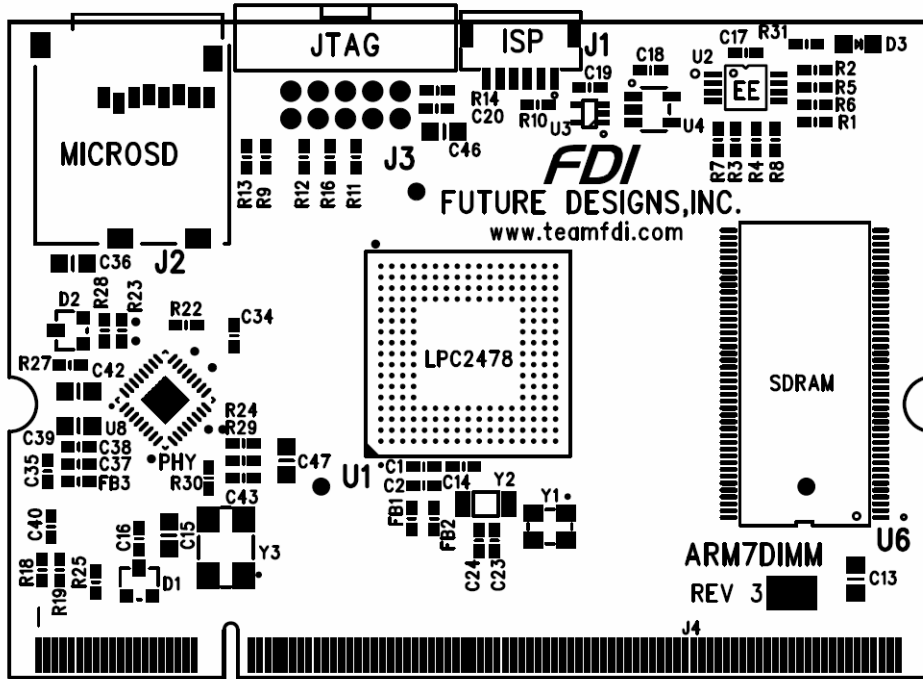 JTAG
ISP
J1
C18
U2
C17
R31
D3
EE
R2
R5
R6
R1
C19
R14
C20
R10
U3
U4
C46
MICROSD
J3
R13
R9
R12
R16
R11
R7
R3
R4
R8
FDI
FUTURE DESIGNS,INC.
www.teamfdi.com
J2
C36
D2
R28
R23
R22
C34
R27
C42
LPC2478
SDRAM
U8
C39
C38
C37
C35
FB3
PHY
R24
R29
R30
C43
C47
U1
C1
C2
C14
Y2
Y1
FB1
FB2
C24
C23
C40
C16
C15
Y3
R18
R19
R25
D1
U6
ARM7DIMM
REV 3
C13
J4